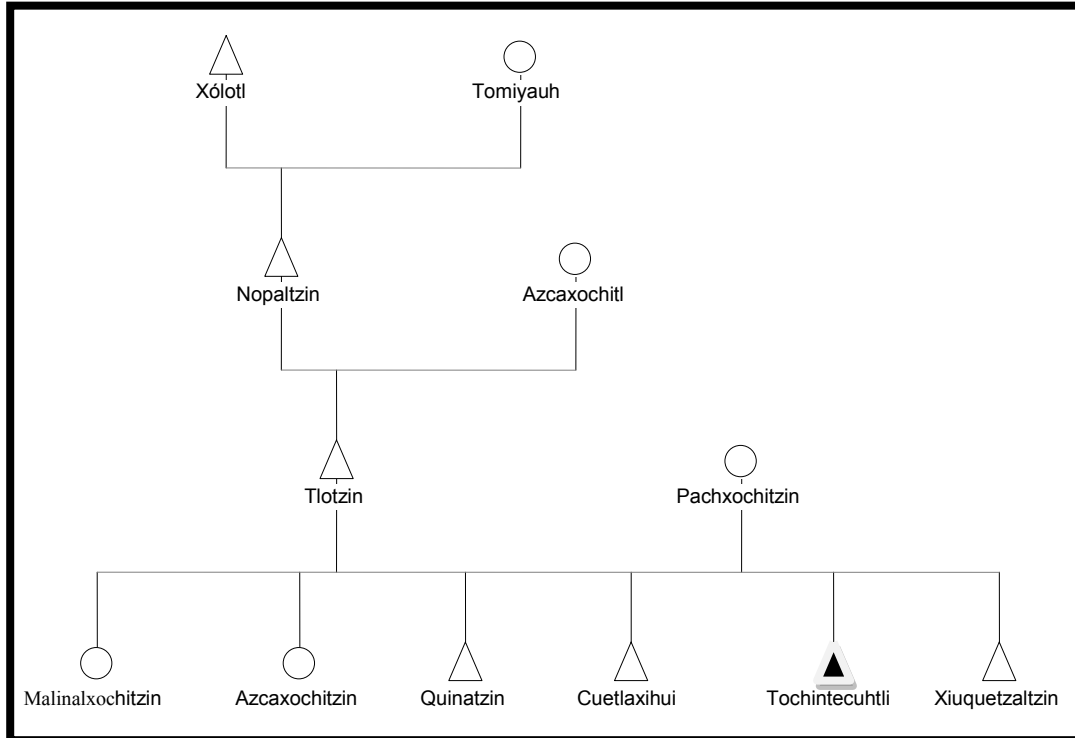 Xólotl
Tomiyauh
Nopaltzin
Azcaxochitl
Tlotzin
Pachxochitzin
Malinalxochitzin
Azcaxochitzin
Quinatzin
Cuetlaxihui
Tochintecuhtli
Xiuquetzaltzin